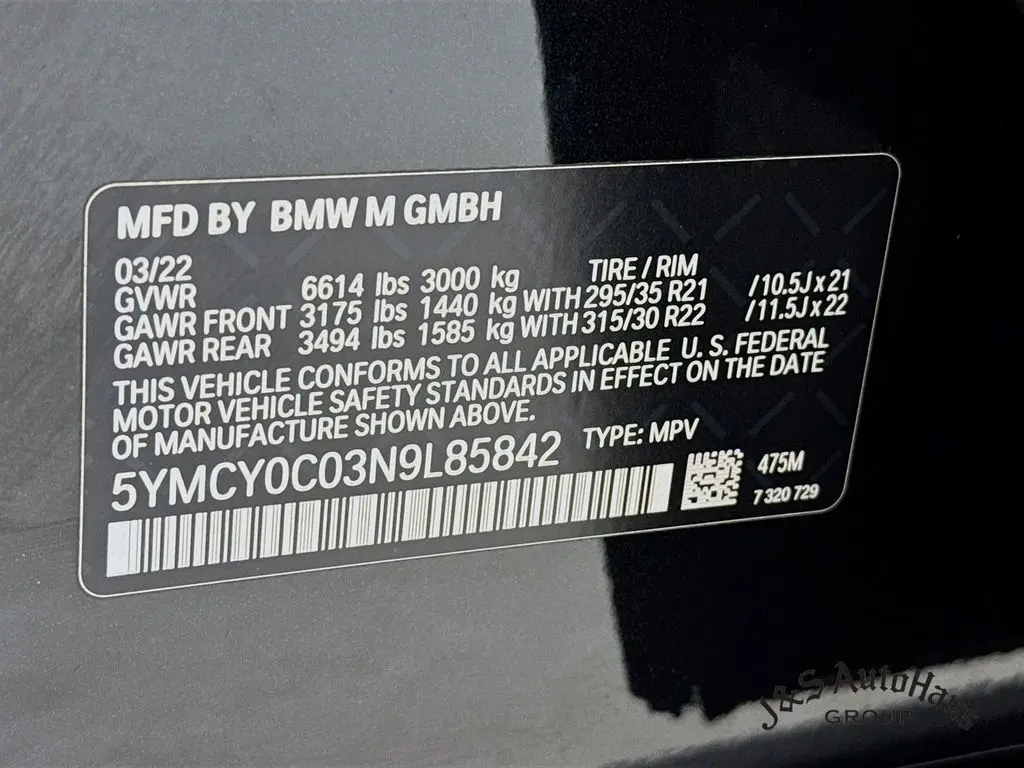 MFD BY BMW M GMBH
03/22 TIRE / RIM
GVWR 6614 lbs 3000 kg
GAWR FRONT 3175 lbs 1440 kg WITH 295/35 R21 /10.5J x 21
GAWR REAR 3494 lbs 1585 kg WITH 315/30 R22 /11.5J x 22
THIS VEHICLE CONFORMS TO ALL APPLICABLE U. S. FEDERAL
MOTOR VEHICLE SAFETY STANDARDS IN EFFECT ON THE DATE
OF MANUFACTURE SHOWN ABOVE.
5YMCY0C03N9L85842 TYPE: MPV
475M
7 320 729
J&S AutoHaus
GROUP